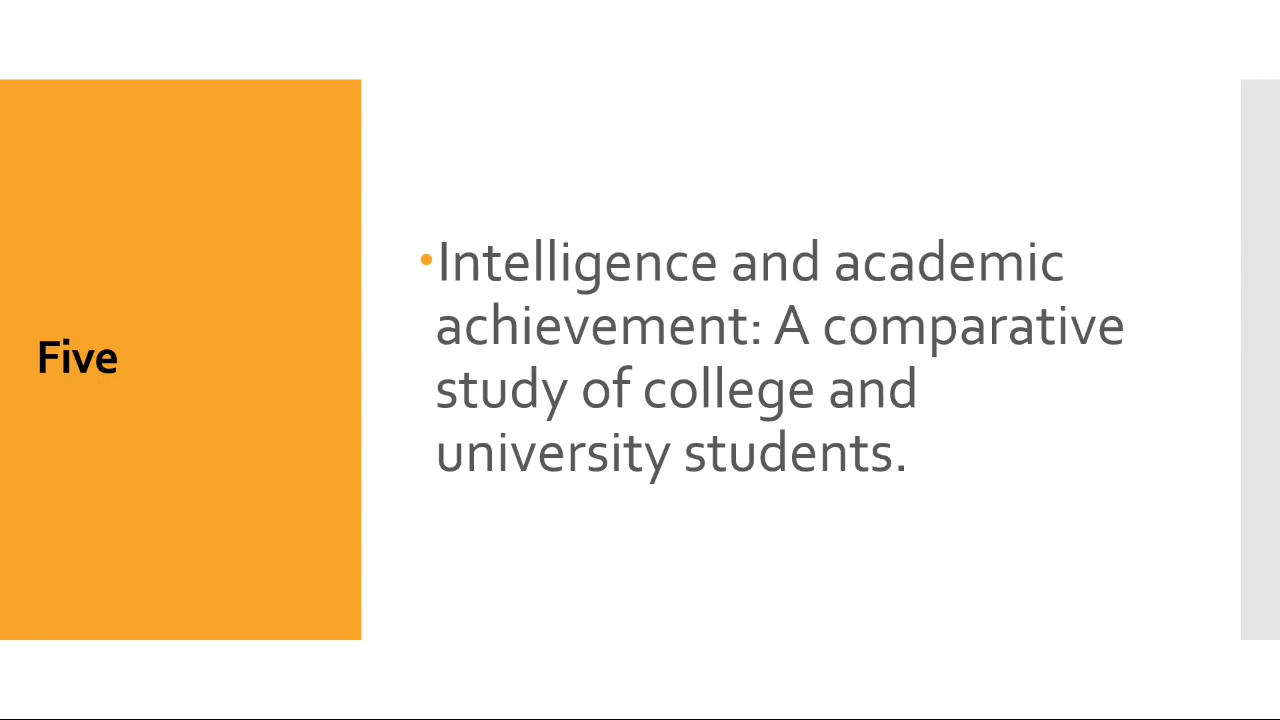 Five
•Intelligence and academic
achievement: A comparative
study of college and
university students.